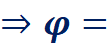 ⇒ φ =